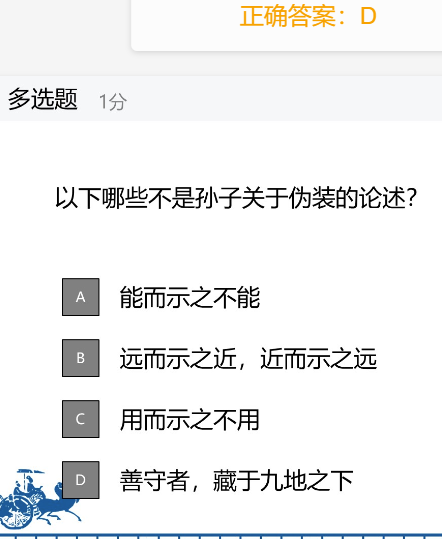 正确答案：D
多选题 1分
以下哪些不是孙子关于伪装的论述?
A 能而示之不能
B 远而示之近，近而示之远
C 用而示之不用
D 善守者，藏于九地之下